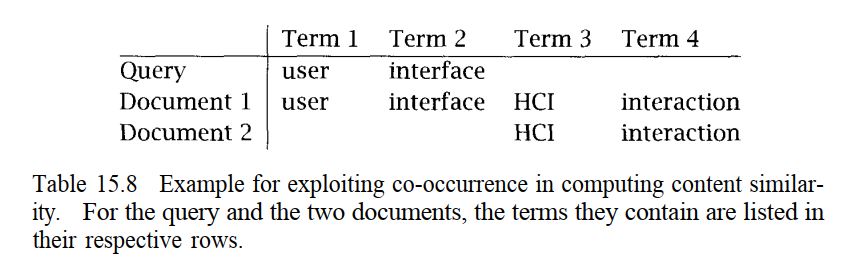 Term 1 Term 2 Term 3 Term 4
Query user interface
Document 1 user interface HCI interaction
Document 2 HCI interaction
Table 15.8 Example for exploiting co-occurrence in computing content similar-
ity. For the query and the two documents, the terms they contain are listed in
their respective rows.